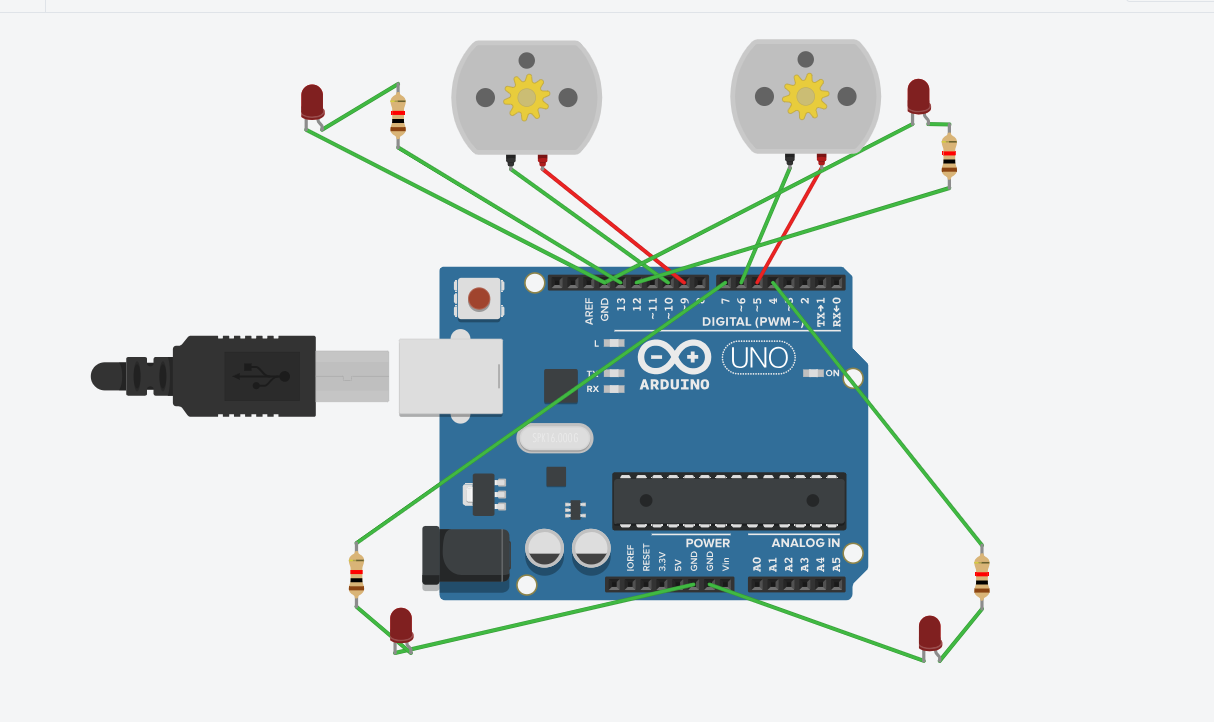 AREF
GND
13
12
~11
~10
~9
8
7
~6
~5
4
~3
2
TX→1
RX←0
DIGITAL (PWM~)
L
TX
RX
ARDUINO
UNO
ON
POWER
ANALOG IN
IOREF
RESET
3.3V
5V
GND
GND
Vin
A0
A1
A2
A3
A4
A5